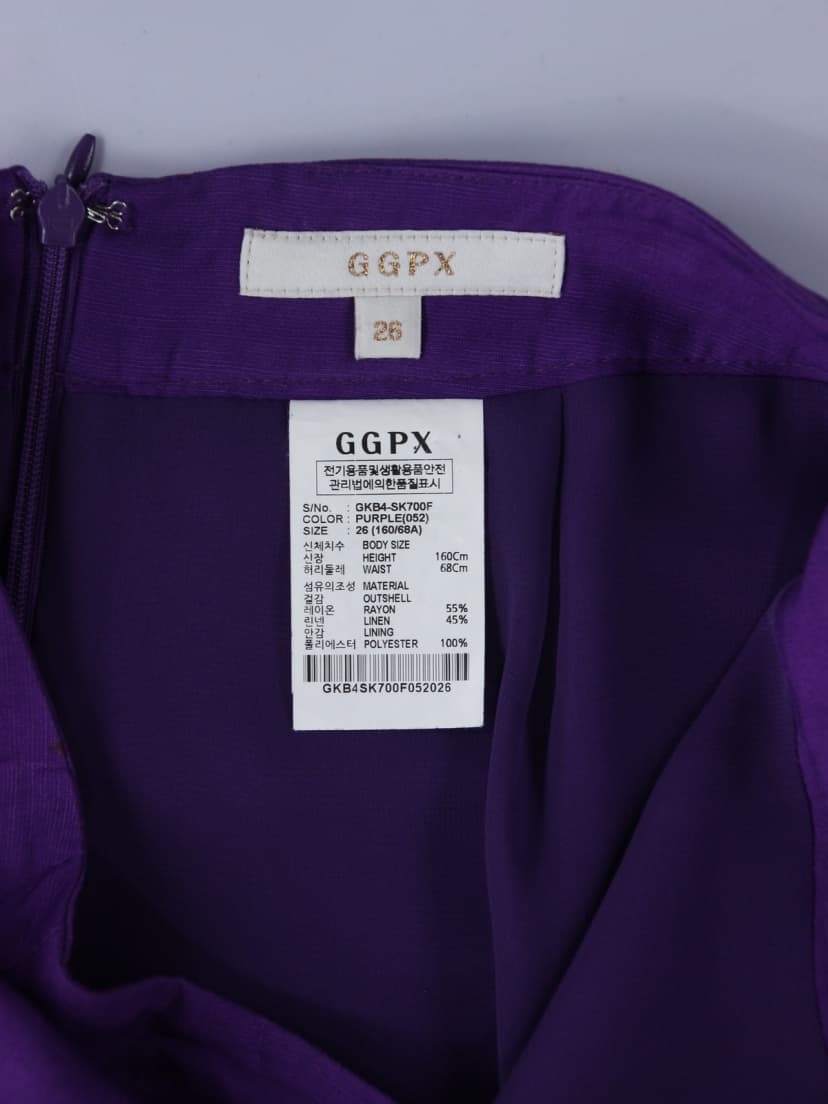 GGPX
26
GGPX
전기용품및생활용품안전
관리법에의한품질표시
S/No. : GKB4-SK700F
COLOR : PURPLE(052)
SIZE : 26 (160/68A)
신체치수 BODY SIZE
신장 HEIGHT 160Cm
허리둘레 WAIST 68Cm
섬유의조성 MATERIAL
겉감 OUTSHELL
레이온 RAYON 55%
린넨 LINEN 45%
안감 LINING
폴리에스터 POLYESTER 100%
GKB4SK700F052026